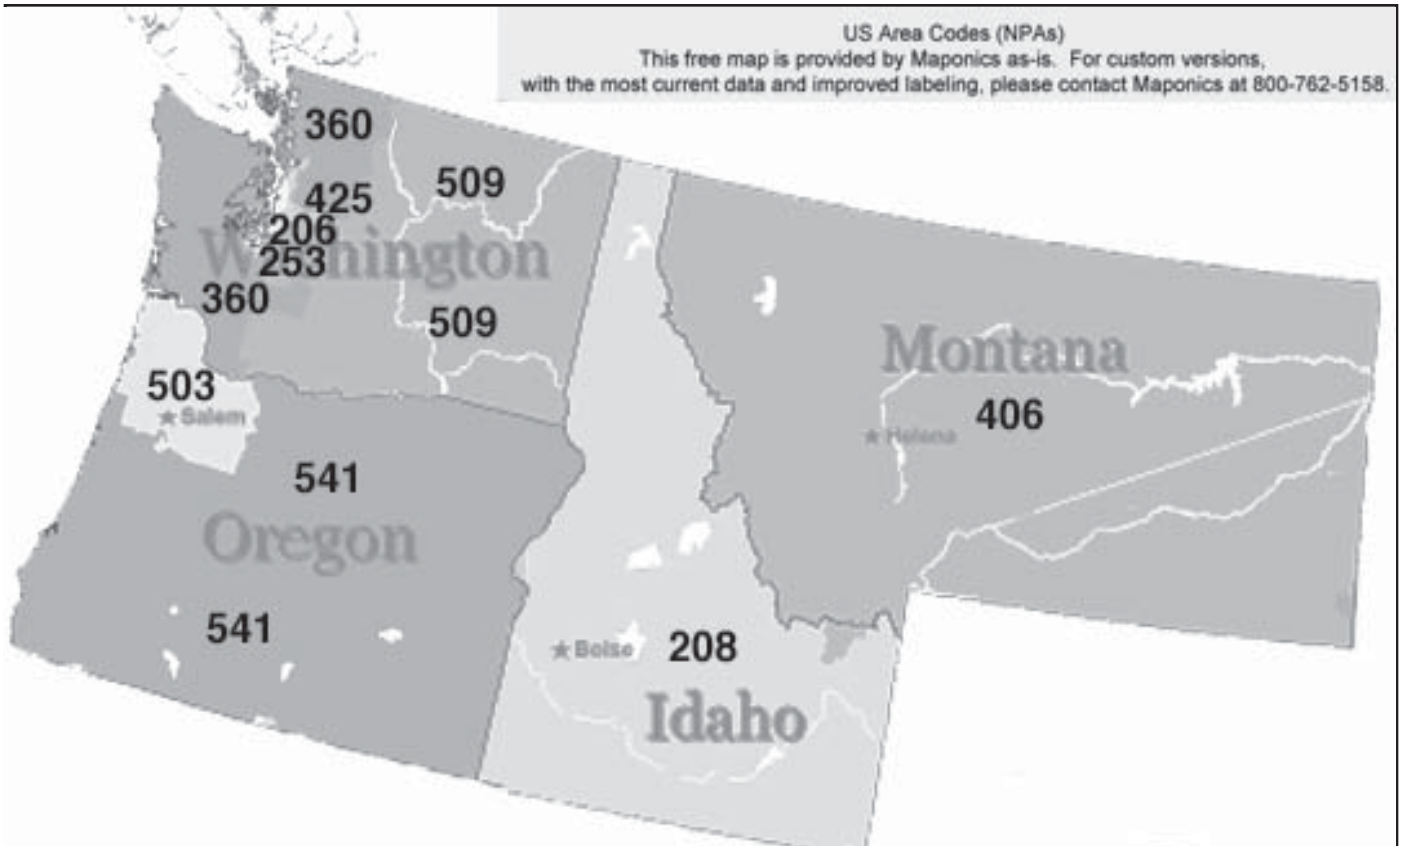 US Area Codes (NPAs)
This free map is provided by Maponics as-is. For custom versions,
with the most current data and improved labeling, please contact Maponics at 800-762-5158.
360
509
425
206
Washington
253
360
509
Montana
503
406
Salem
Helena
541
Oregon
541
Boise
208
Idaho